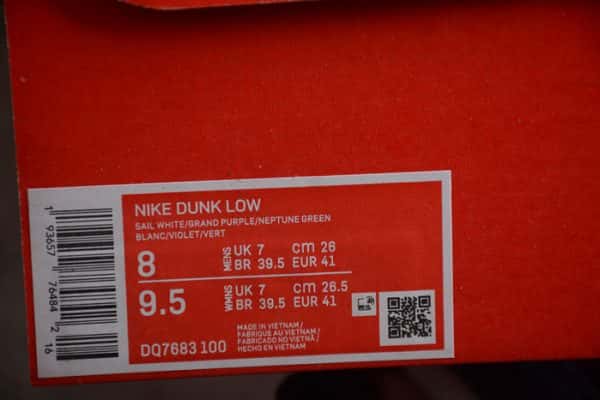 NIKE DUNK LOW
SAIL WHITE/GRAND PURPLE/NEPTUNE GREEN
BLANC/VIOLET/VERT
8 MENS UK 7 cm 26
BR 39.5 EUR 41
9.5 WMNS UK 7 cm 26.5
BR 39.5 EUR 41
MADE IN VIETNAM /
FABRIQUE AU VIETNAM /
FABRICADO NO VIETNÃ /
HECHO EN VIETNAM
DQ7683 100
1 93657 76484 2 16